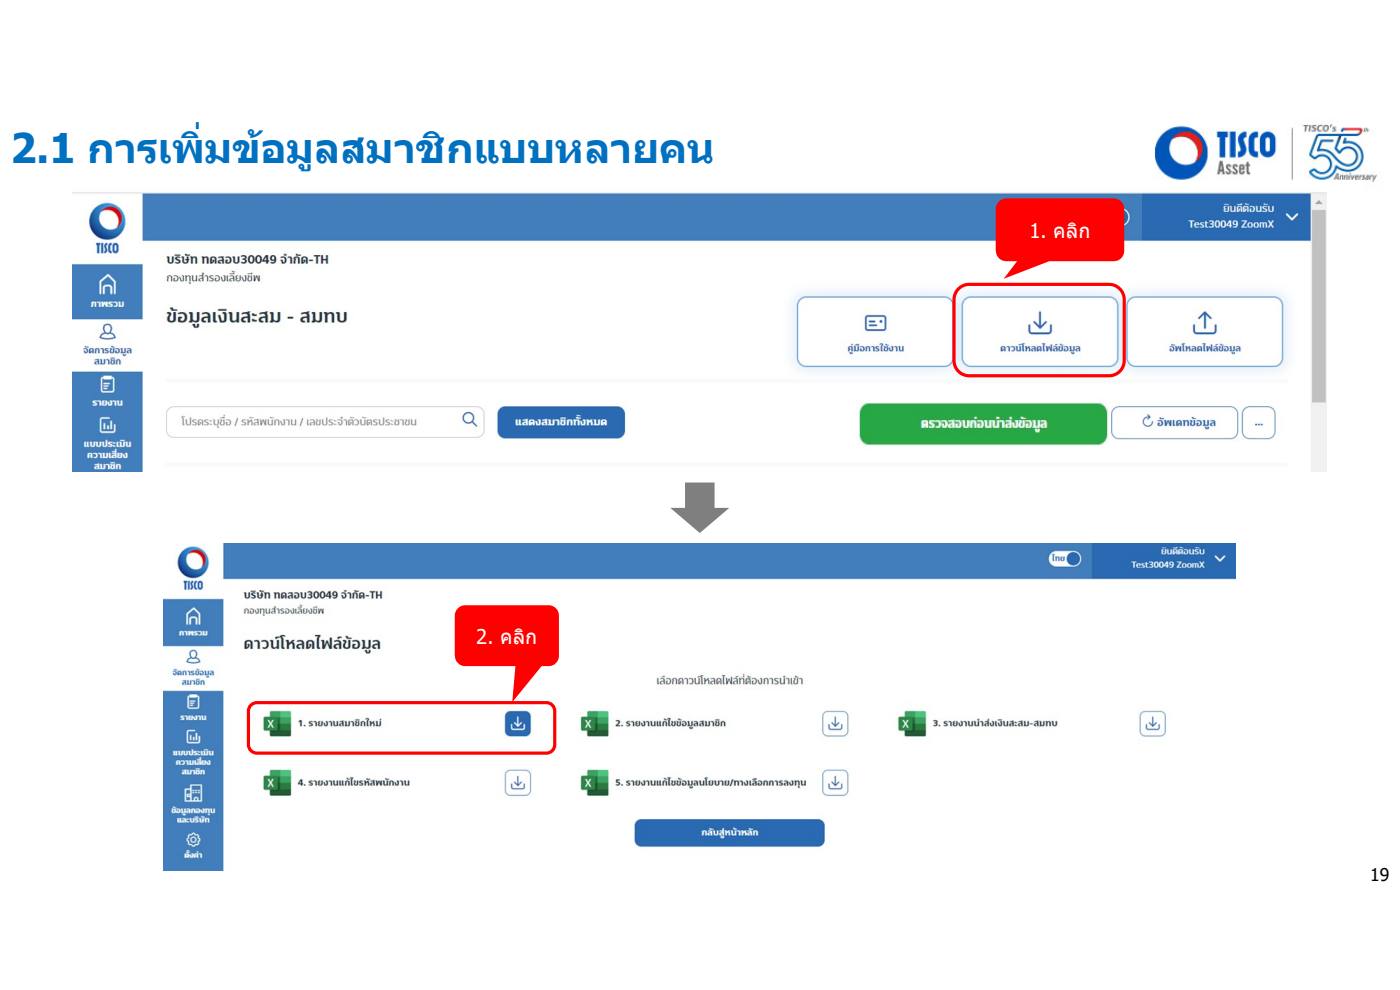 2.1 การเพิ่มข้อมูลสมาชิกแบบหลายคน
TISCO
Asset
TISCO's
55th
Anniversary
TISCO
ยินดีต้อนรับ
Test30049 ZoomX
1. คลิก
บริษัท ทดสอบ30049 จำกัด-TH
กองทุนสำรองเลี้ยงชีพ
ข้อมูลเงินสะสม - สมทบ
คู่มือการใช้งาน
ดาวน์โหลดไฟล์ข้อมูล
อัพโหลดไฟล์ข้อมูล
ภาพรวม
จัดการข้อมูล
สมาชิก
รายงาน
แบบประเมิน
ความเสี่ยง
สมาชิก
โปรดระบุชื่อ / รหัสพนักงาน / เลขประจำตัวบัตรประชาชน
แสดงสมาชิกทั้งหมด
ตรวจสอบก่อนนำส่งข้อมูล
อัพเดทข้อมูล
...
TISCO
ไทย
ยินดีต้อนรับ
Test30049 ZoomX
บริษัท ทดสอบ30049 จำกัด-TH
กองทุนสำรองเลี้ยงชีพ
ดาวน์โหลดไฟล์ข้อมูล
2. คลิก
ภาพรวม
จัดการข้อมูล
สมาชิก
รายงาน
แบบประเมิน
ความเสี่ยง
สมาชิก
ข้อมูลกองทุน
และบริษัท
ตั้งค่า
เลือกดาวน์โหลดไฟล์ที่ต้องการนำเข้า
1. รายงานสมาชิกใหม่
2. รายงานแก้ไขข้อมูลสมาชิก
3. รายงานนำส่งเงินสะสม-สมทบ
4. รายงานแก้ไขรหัสพนักงาน
5. รายงานแก้ไขข้อมูลนโยบาย/ทางเลือกการลงทุน
กลับสู่หน้าหลัก
19